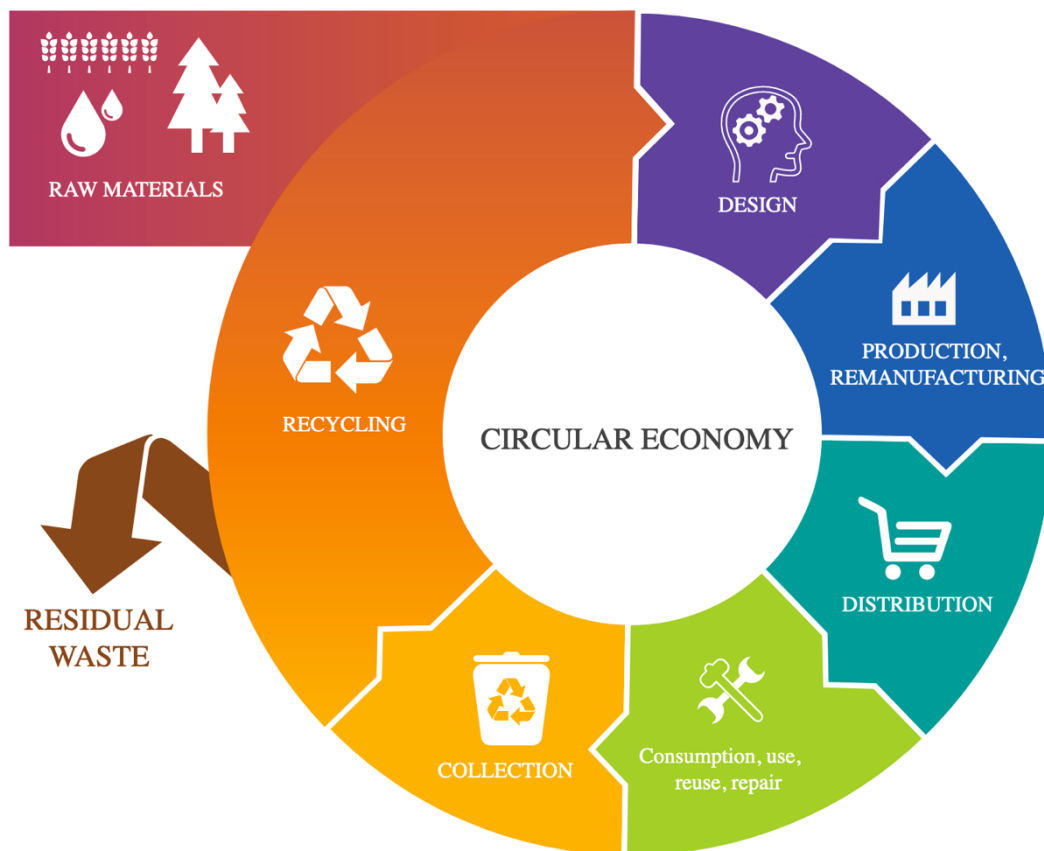 RAW MATERIALS
DESIGN
PRODUCTION,
REMANUFACTURING
RECYCLING
CIRCULAR ECONOMY
DISTRIBUTION
RESIDUAL
WASTE
COLLECTION
Consumption, use,
reuse, repair